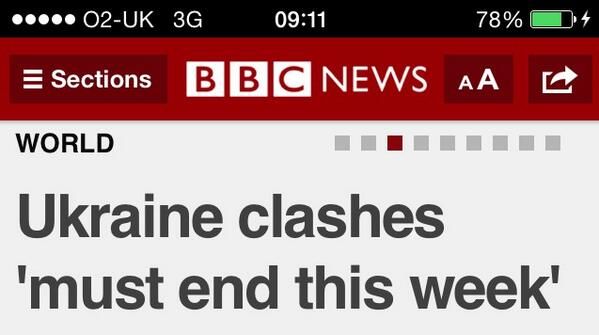 O2-UK 3G 09:11 78%
Sections BBC NEWS AA
WORLD
Ukraine clashes
'must end this week'